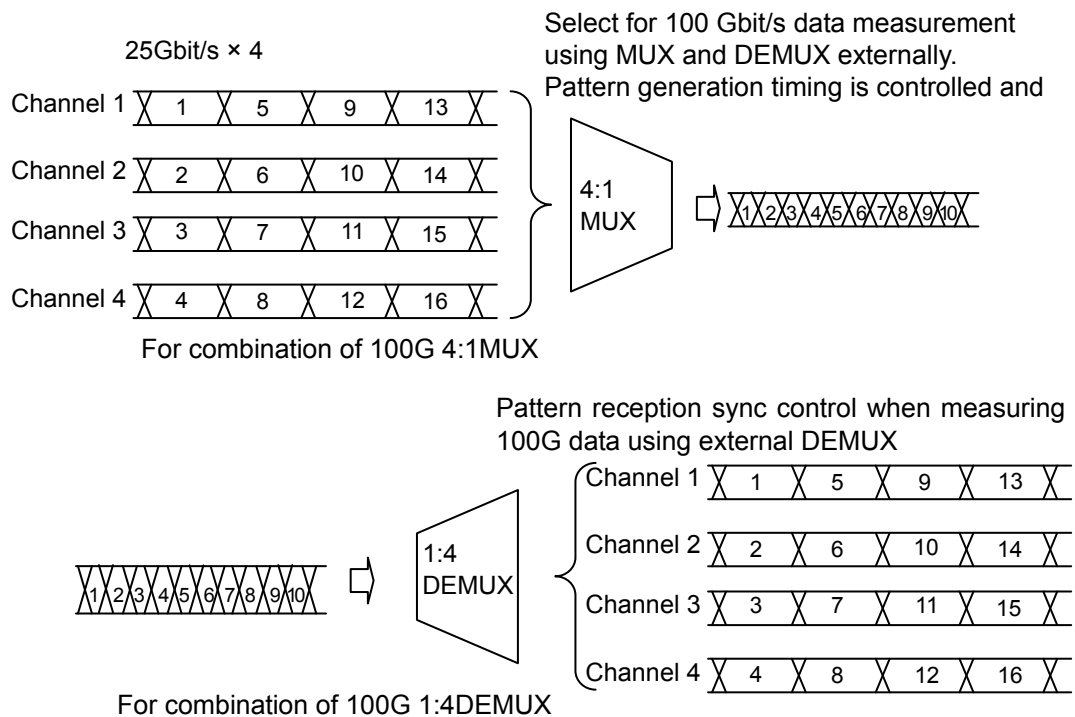 Select for 100 Gbit/s data measurement
using MUX and DEMUX externally.
Pattern generation timing is controlled and
25Gbit/s × 4
Channel 1 1 5 9 13
Channel 2 2 6 10 14
Channel 3 3 7 11 15
Channel 4 4 8 12 16
4:1
MUX
1 2 3 4 5 6 7 8 9 10
For combination of 100G 4:1MUX
Pattern reception sync control when measuring
100G data using external DEMUX
1 2 3 4 5 6 7 8 9 10
1:4
DEMUX
Channel 1 1 5 9 13
Channel 2 2 6 10 14
Channel 3 3 7 11 15
Channel 4 4 8 12 16
For combination of 100G 1:4DEMUX